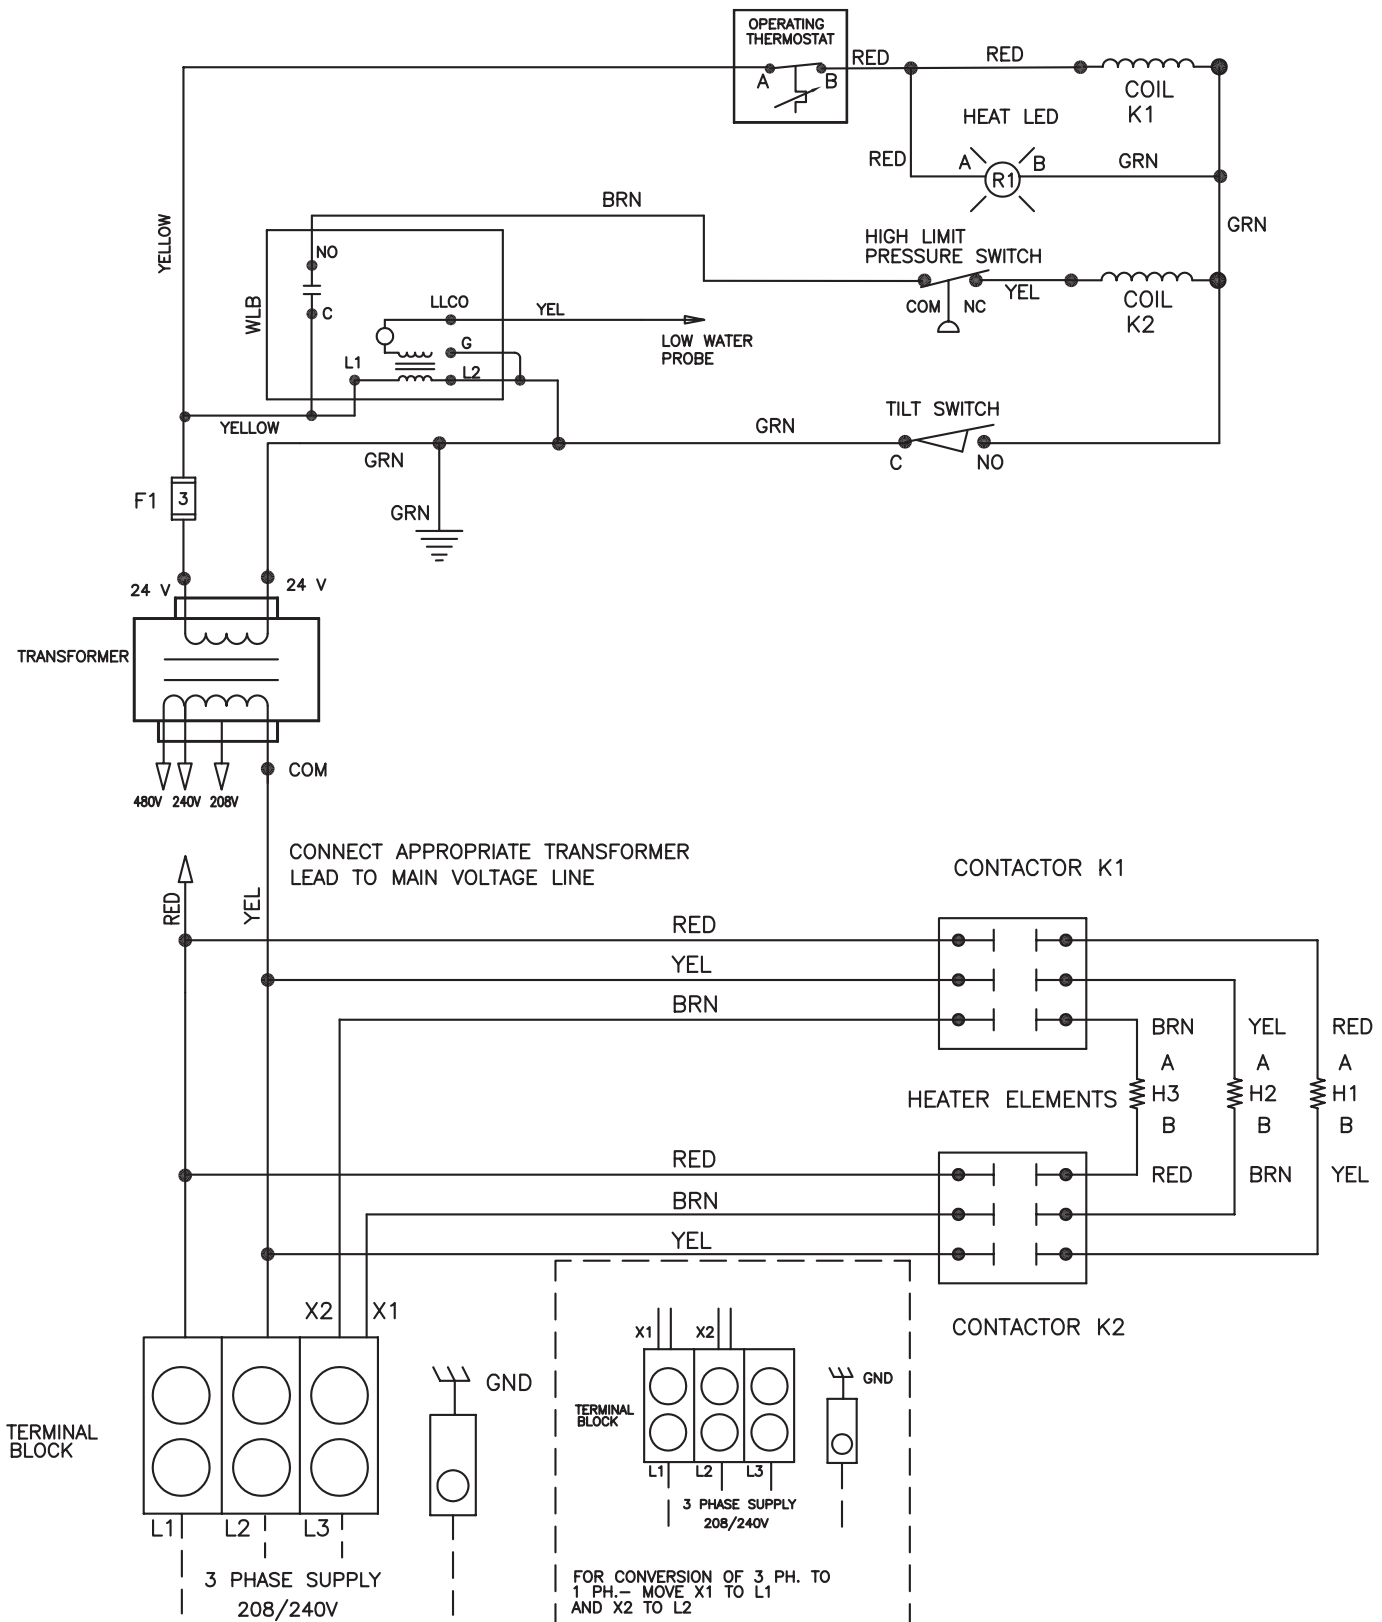 OPERATING
THERMOSTAT
A
B
RED
RED
COIL
K1
HEAT LED
RED
A
R1
B
GRN
GRN
YELLOW
BRN
HIGH LIMIT
PRESSURE SWITCH
COM
NC
YEL
COIL
K2
WLB
NO
C
LLCO
YEL
LOW WATER
PROBE
G
L1
L2
YELLOW
GRN
GRN
GRN
TILT SWITCH
C
NO
F1
3
24 V
24 V
TRANSFORMER
480V
240V
208V
COM
CONNECT APPROPRIATE TRANSFORMER
LEAD TO MAIN VOLTAGE LINE
RED
YEL
CONTACTOR K1
RED
YEL
BRN
BRN
YEL
RED
A
A
A
HEATER ELEMENTS
H3
H2
H1
B
B
B
RED
BRN
YEL
RED
BRN
YEL
CONTACTOR K2
X2
X1
TERMINAL
BLOCK
L1
L2
L3
3 PHASE SUPPLY
208/240V
GND
X1
X2
TERMINAL
BLOCK
GND
L1
L2
L3
3 PHASE SUPPLY
208/240V
FOR CONVERSION OF 3 PH. TO
1 PH.– MOVE X1 TO L1
AND X2 TO L2